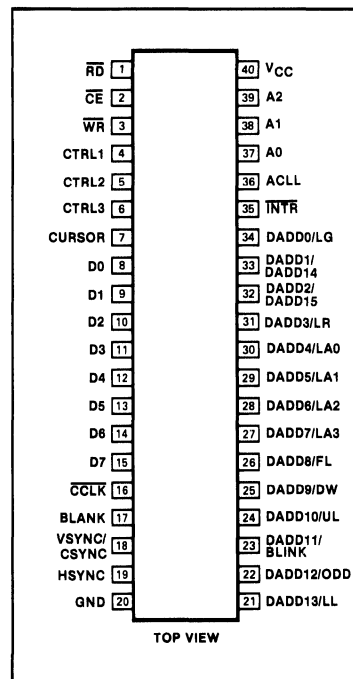 RD 1
CE 2
WR 3
CTRL1 4
CTRL2 5
CTRL3 6
CURSOR 7
D0 8
D1 9
D2 10
D3 11
D4 12
D5 13
D6 14
D7 15
CCLK 16
BLANK 17
VSYNC/
CSYNC 18
HSYNC 19
GND 20
40 VCC
39 A2
38 A1
37 A0
36 ACLL
35 INTR
34 DADD0/LG
33 DADD1/
DADD14
32 DADD2/
DADD15
31 DADD3/LR
30 DADD4/LA0
29 DADD5/LA1
28 DADD6/LA2
27 DADD7/LA3
26 DADD8/FL
25 DADD9/DW
24 DADD10/UL
23 DADD11/
BLINK
22 DADD12/ODD
21 DADD13/LL
TOP VIEW